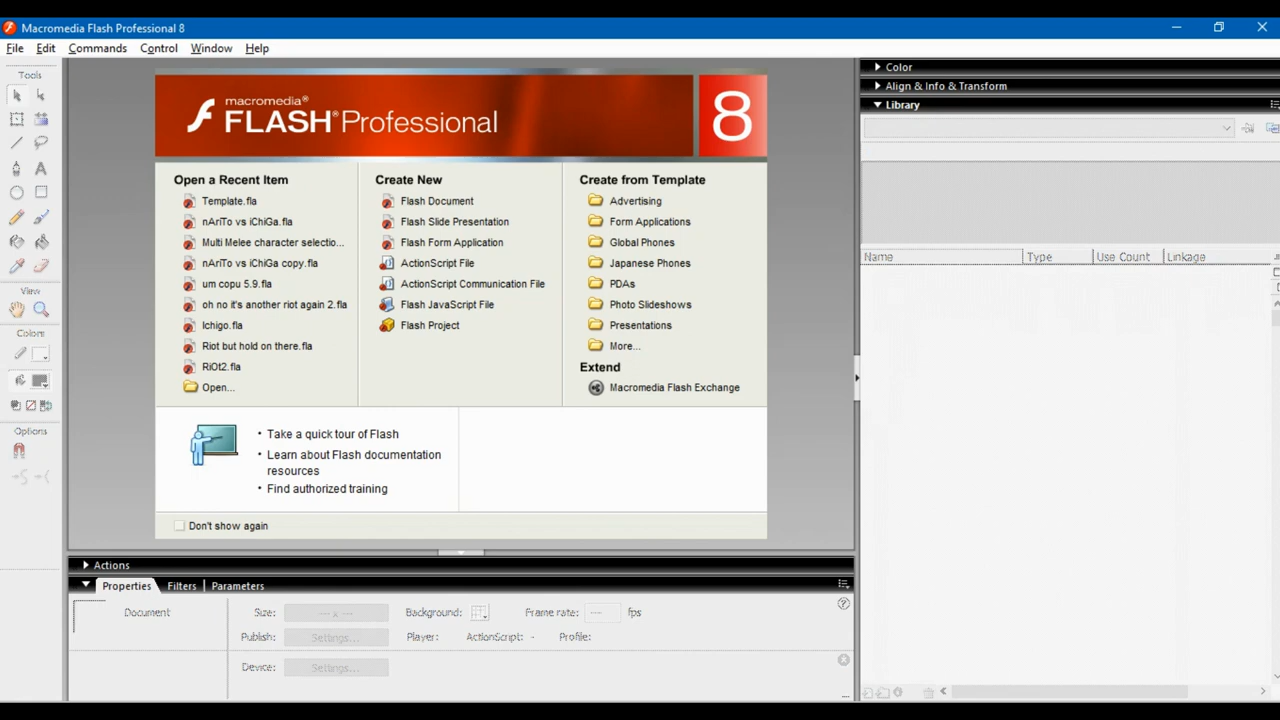 Macromedia Flash Professional 8
File Edit Commands Control Window Help
Tools
View
Colors
Options
macromedia®
FLASH® Professional
8
Open a Recent Item
Template.fla
nAriTo vs iChiGa.fla
Multi Melee character selectio...
nAriTo vs iChiGa copy.fla
um copu 5.9.fla
oh no it's another riot again 2.fla
Ichigo.fla
Riot but hold on there.fla
RiOt2.fla
Open...
Create New
Flash Document
Flash Slide Presentation
Flash Form Application
ActionScript File
ActionScript Communication File
Flash JavaScript File
Flash Project
Create from Template
Advertising
Form Applications
Global Phones
Japanese Phones
PDAs
Photo Slideshows
Presentations
More...
Extend
Macromedia Flash Exchange
• Take a quick tour of Flash
• Learn about Flash documentation
resources
• Find authorized training
Don't show again
Actions
Properties Filters Parameters
Document
Size: --- x ---
Background:
Frame rate: --- fps
Publish: Settings...
Player: ActionScript: - Profile:
Device: Settings...
Color
Align & Info & Transform
Library
Name Type Use Count Linkage